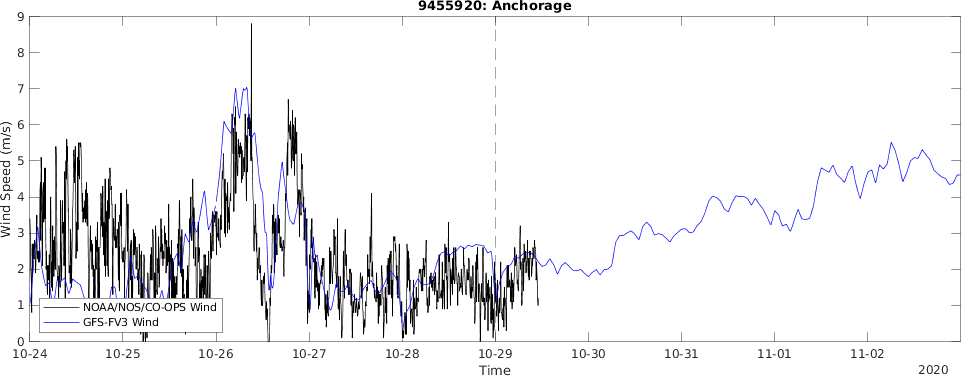 9455920: Anchorage
9
8
7
6
5
4
3
2
1
0
Wind Speed (m/s)
NOAA/NOS/CO-OPS Wind
GFS-FV3 Wind
10-24 10-25 10-26 10-27 10-28 10-29 10-30 10-31 11-01 11-02
Time
2020